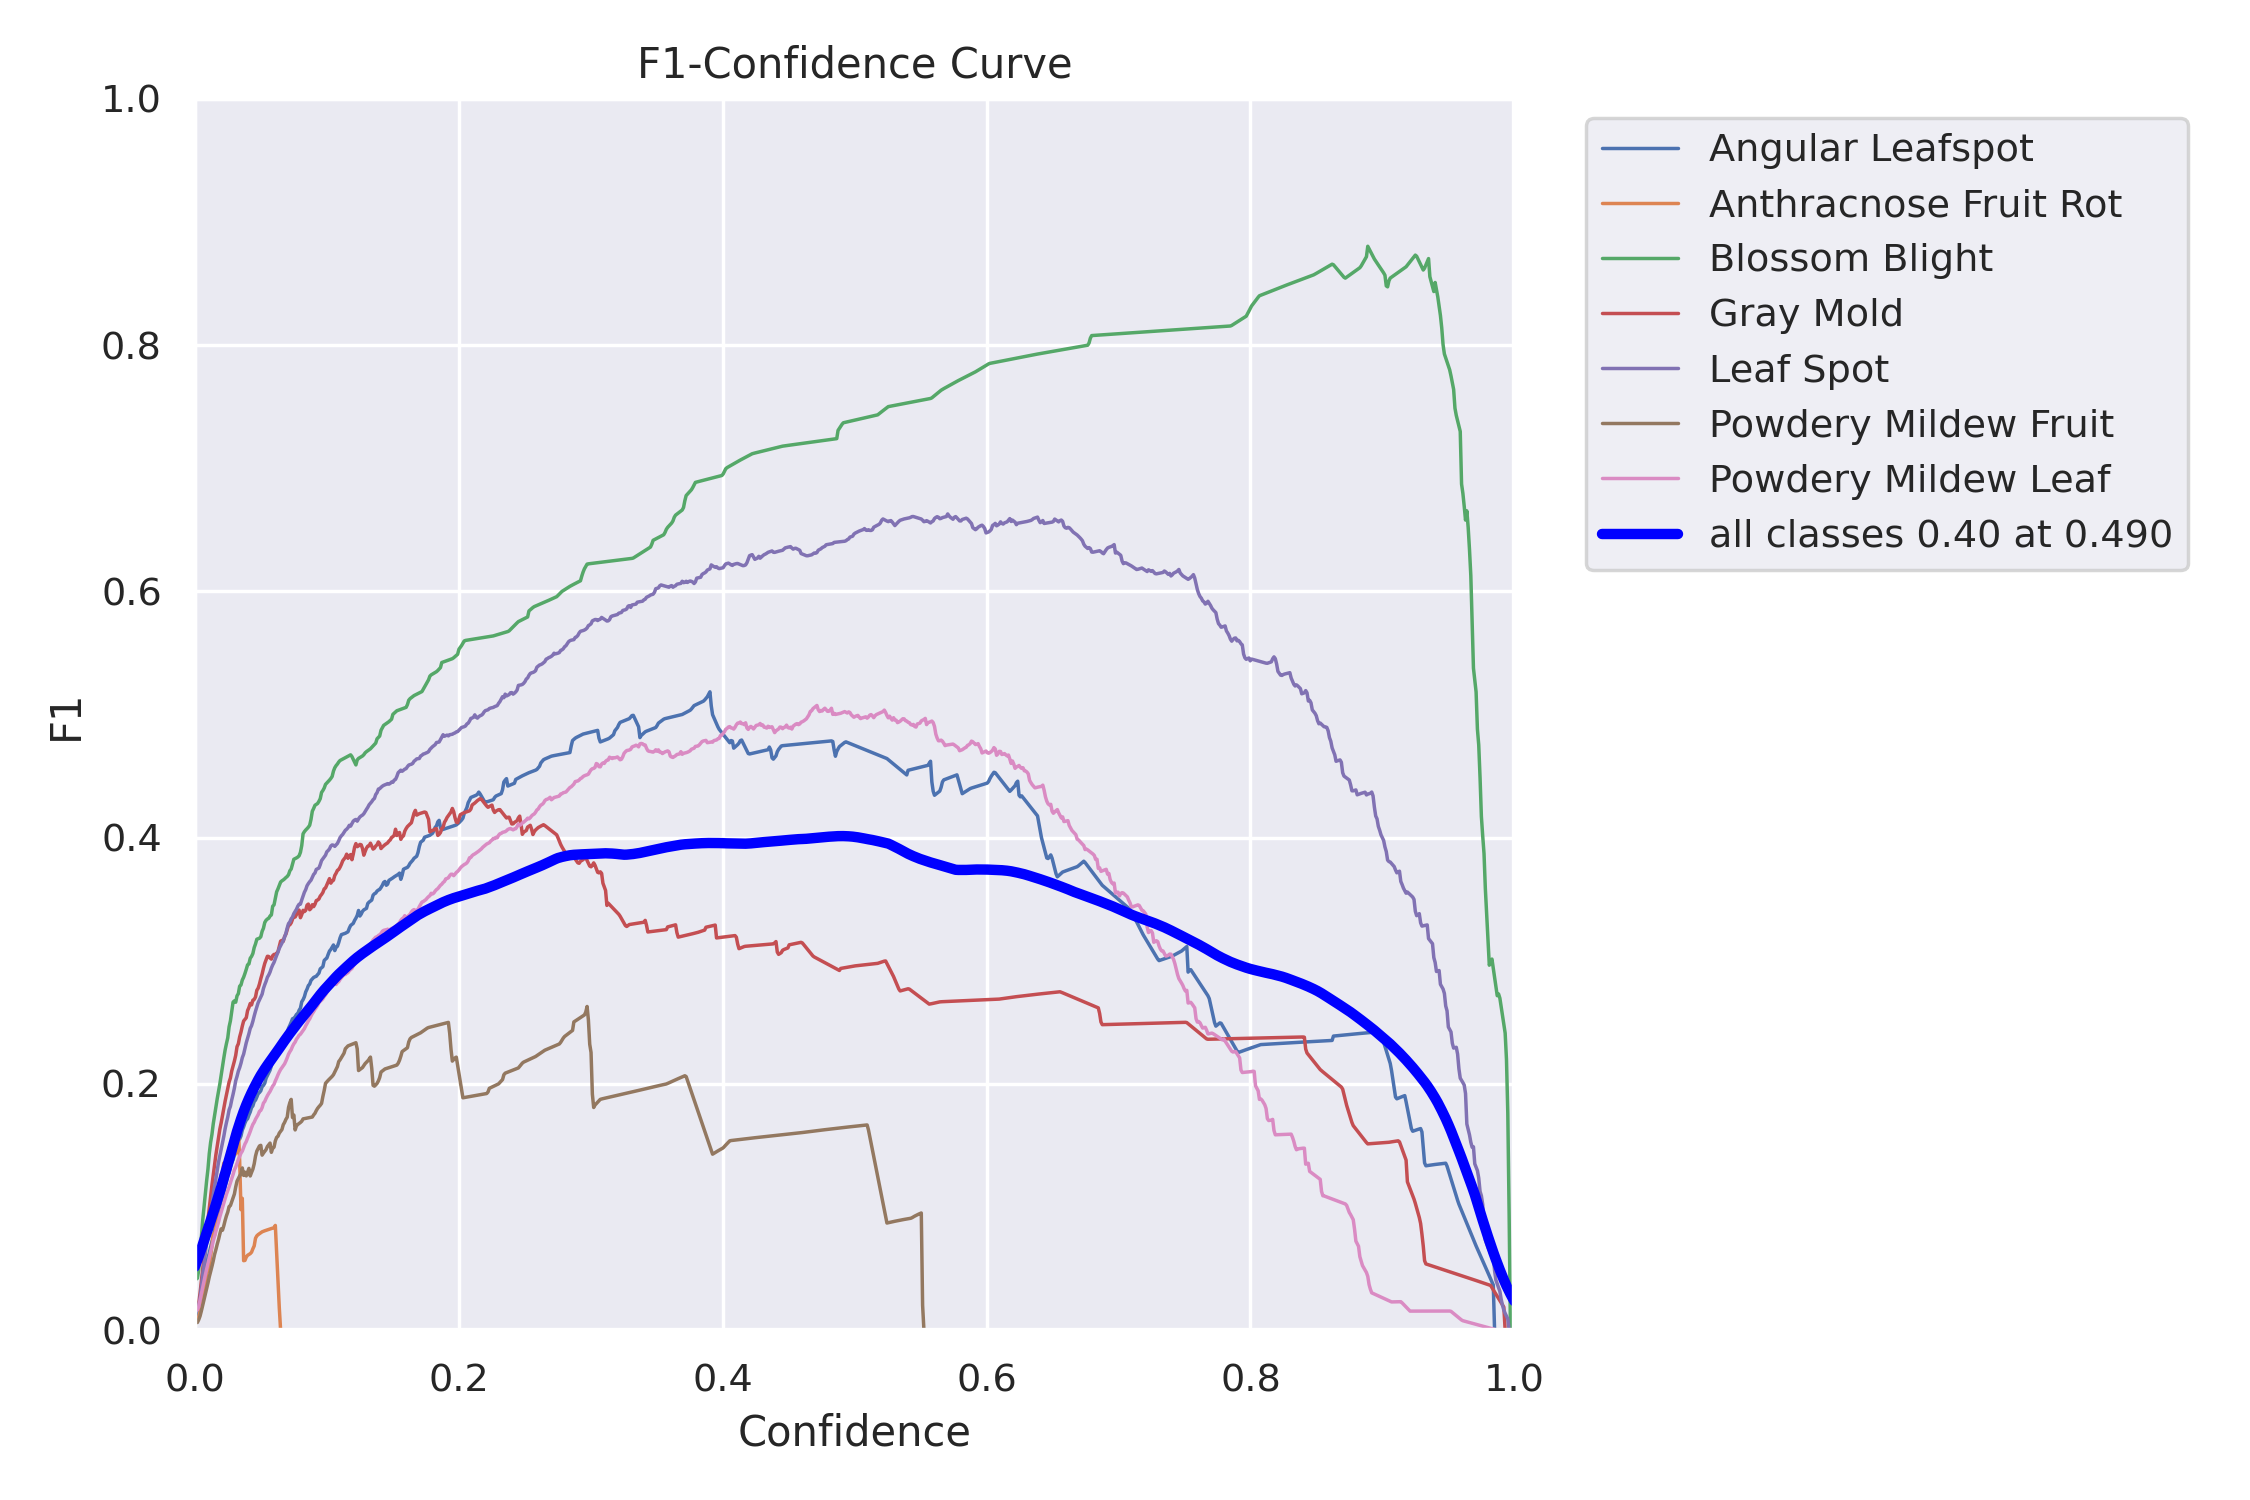 F1-Confidence Curve
1.0
0.8
0.6
0.4
0.2
0.0
F1
0.0 0.2 0.4 0.6 0.8 1.0
Confidence
Angular Leafspot
Anthracnose Fruit Rot
Blossom Blight
Gray Mold
Leaf Spot
Powdery Mildew Fruit
Powdery Mildew Leaf
all classes 0.40 at 0.490